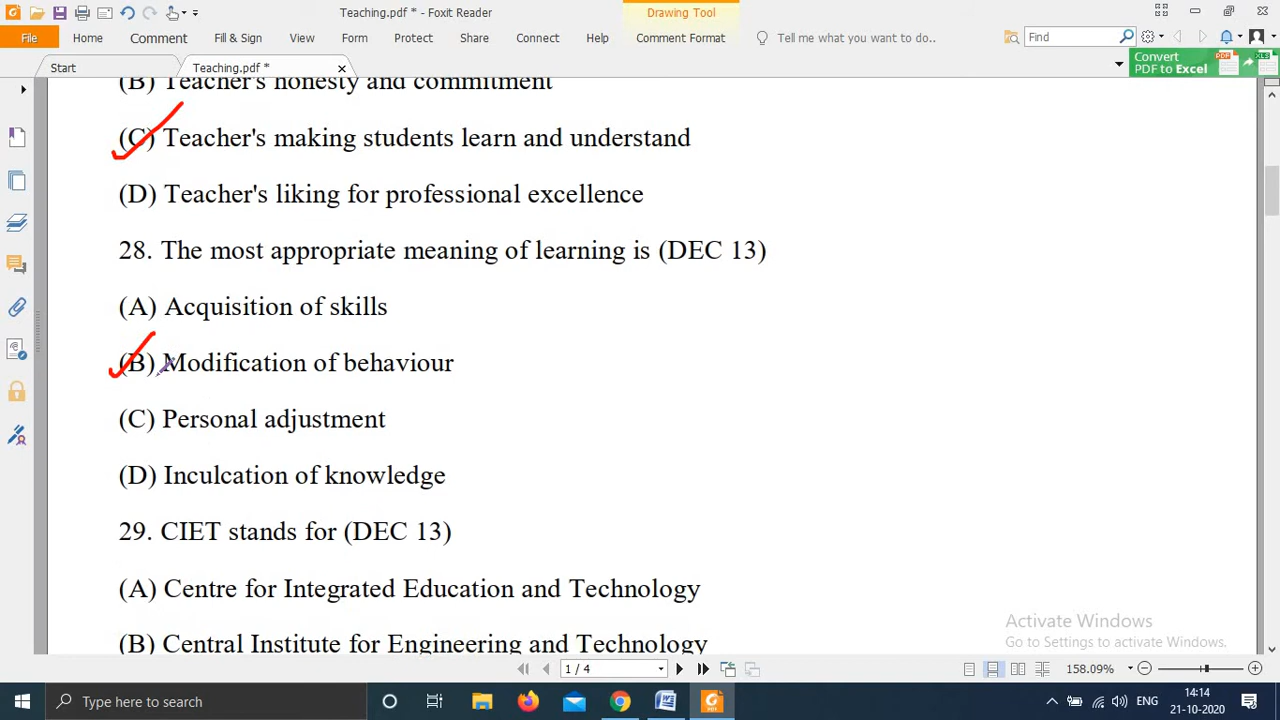 Teaching.pdf * - Foxit Reader
Drawing Tool
File
Home
Comment
Fill & Sign
View
Form
Protect
Share
Connect
Help
Comment Format
Tell me what you want to do..
Find
Start
Teaching.pdf *
Convert
PDF to Excel
(B) Teacher's honesty and commitment
(C) Teacher's making students learn and understand
(D) Teacher's liking for professional excellence
28. The most appropriate meaning of learning is (DEC 13)
(A) Acquisition of skills
(B) Modification of behaviour
(C) Personal adjustment
(D) Inculcation of knowledge
29. CIET stands for (DEC 13)
(A) Centre for Integrated Education and Technology
(B) Central Institute for Engineering and Technology
Activate Windows
Go to Settings to activate Windows.
1 / 4
158.09%
Type here to search
ENG
14:14
21-10-2020